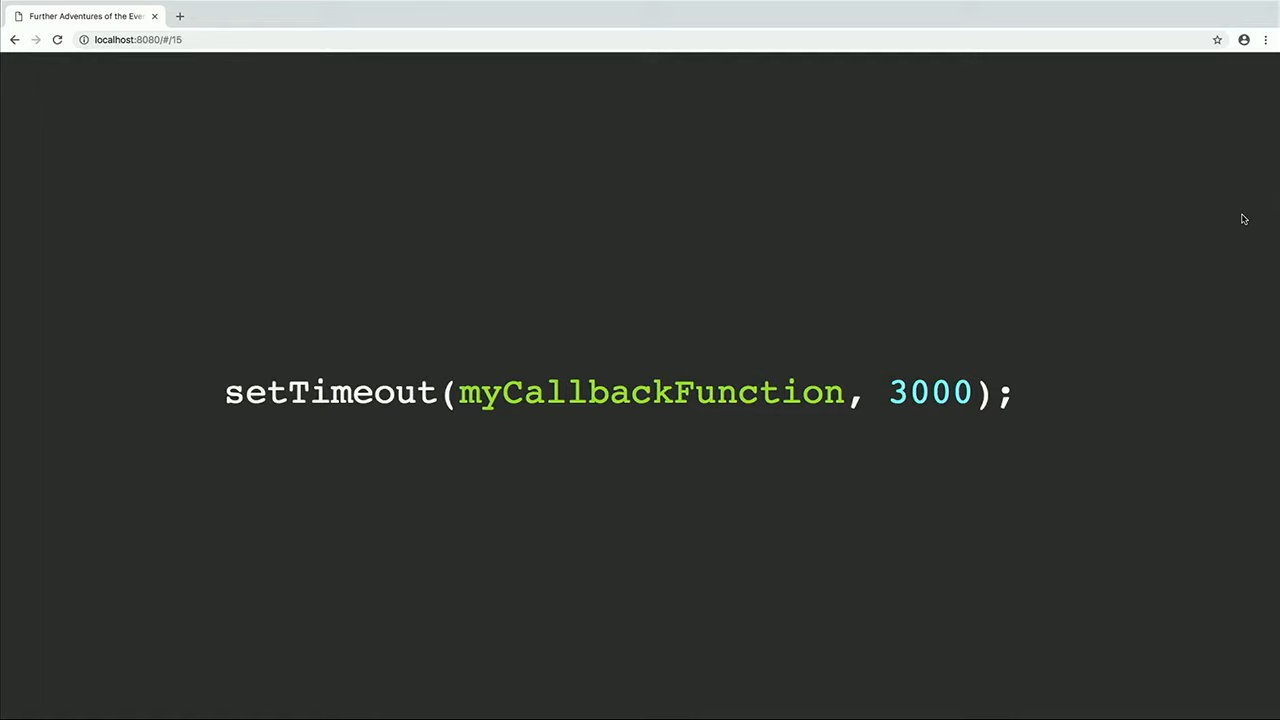 Further Adventures of the Eve
localhost:8080/#/15
setTimeout(myCallbackFunction, 3000);